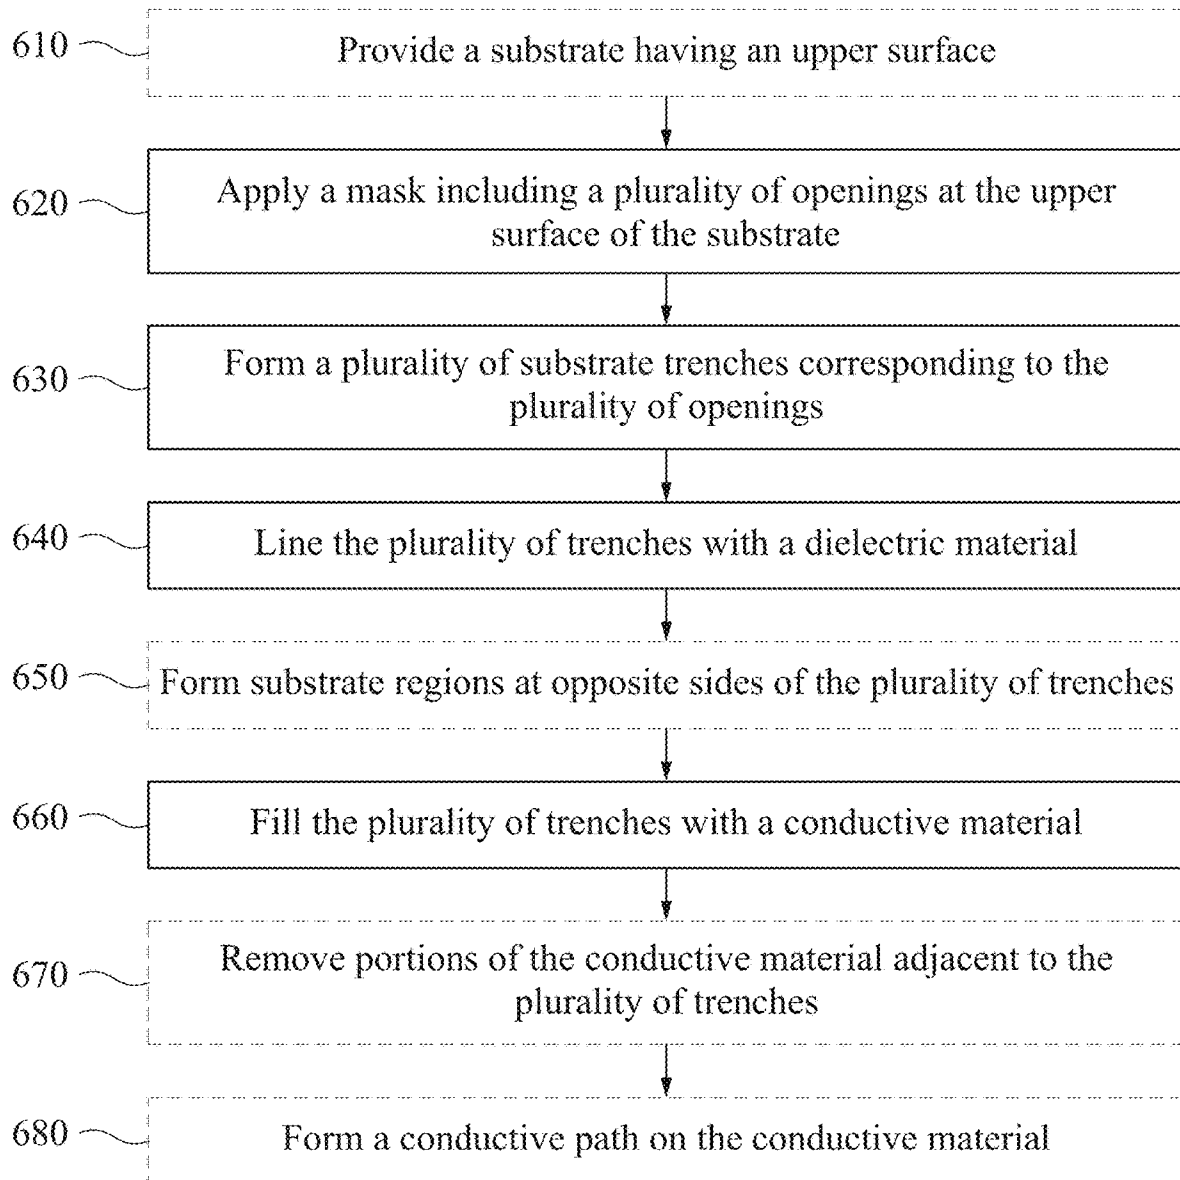 610
Provide a substrate having an upper surface
620
Apply a mask including a plurality of openings at the upper
surface of the substrate
630
Form a plurality of substrate trenches corresponding to the
plurality of openings
640
Line the plurality of trenches with a dielectric material
650
Form substrate regions at opposite sides of the plurality of trenches
660
Fill the plurality of trenches with a conductive material
670
Remove portions of the conductive material adjacent to the
plurality of trenches
680
Form a conductive path on the conductive material